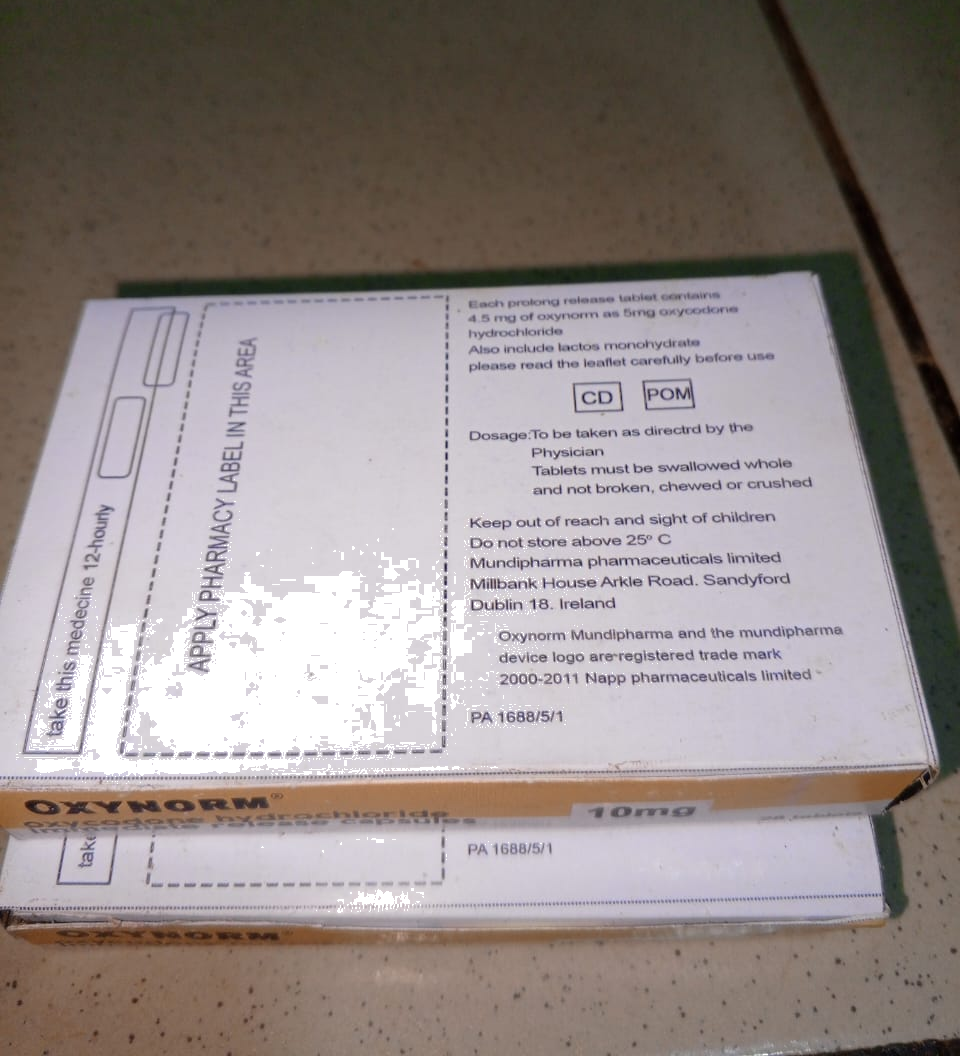 Each prolong release tablet contains
4.5 mg of oxynorm as 5mg oxycodone
hydrochloride
Also include lactos monohydrate
please read the leaflet carefully before use
CD POM
Dosage:To be taken as directrd by the
Physician
Tablets must be swallowed whole
and not broken, chewed or crushed
Keep out of reach and sight of children
Do not store above 25º C
Mundipharma pharmaceuticals limited
Millbank House Arkle Road. Sandyford
Dublin 18. Ireland
Oxynorm Mundipharma and the mundipharma
device logo are registered trade mark
2000-2011 Napp pharmaceuticals limited
PA 1688/5/1
APPLY PHARMACY LABEL IN THIS AREA
take this medecine 12-hourly
OXYNORM®
oxycodone hydrochloride
immediate release capsules
10mg
take
PA 1688/5/1
OXYNORM®